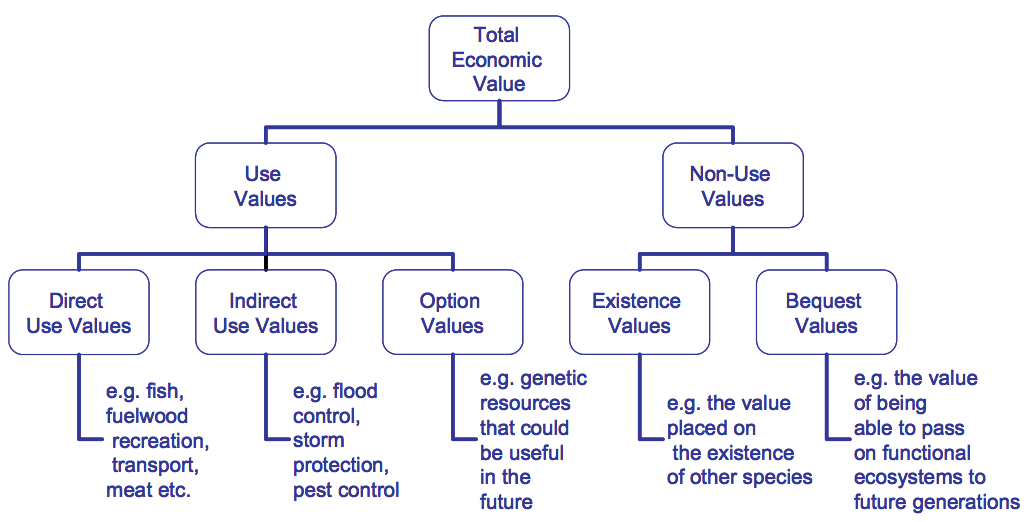 Total
Economic
Value
Use
Values
Non-Use
Values
Direct
Use Values
Indirect
Use Values
Option
Values
Existence
Values
Bequest
Values
e.g. fish,
fuelwood
recreation,
transport,
meat etc.
e.g. flood
control,
storm
protection,
pest control
e.g. genetic
resources
that could
be useful
in the
future
e.g. the value
placed on
the existence
of other species
e.g. the value
of being
able to pass
on functional
ecosystems to
future generations